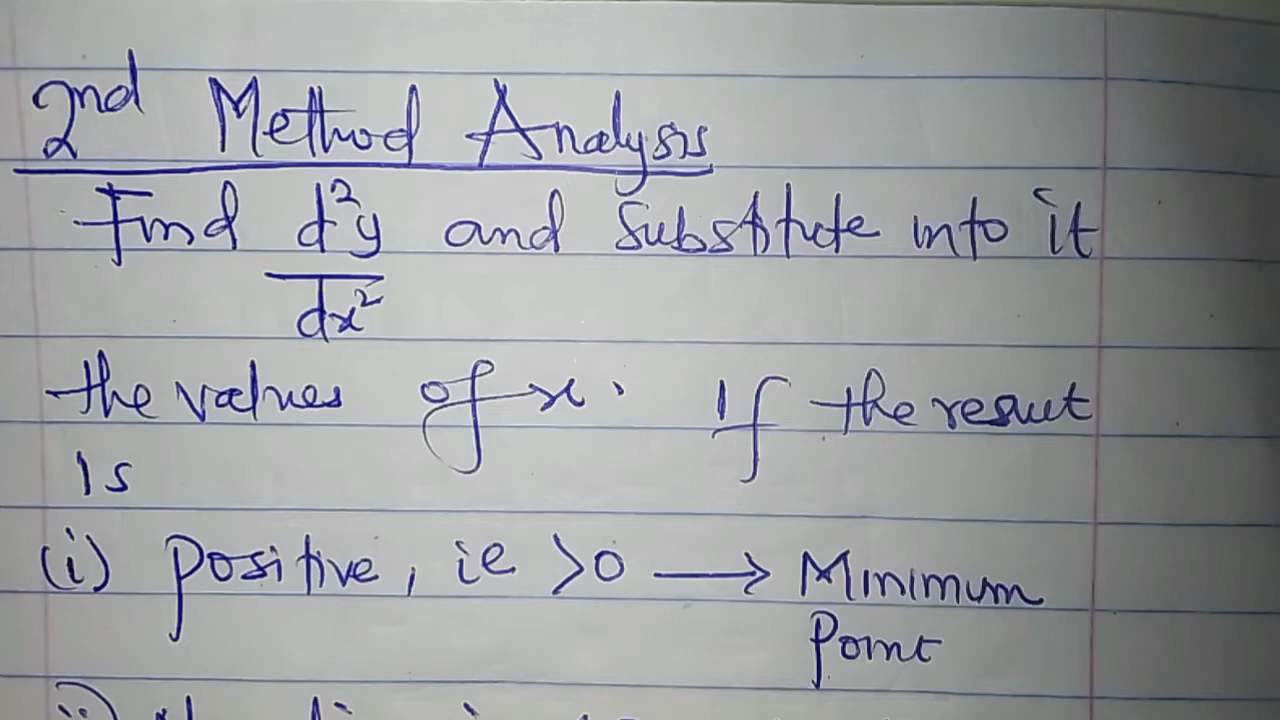 2nd Method Analysis
Find d²y and substitute into it
dx²
the values of x. If the result
is
(i) positive, ie >0 → Minimum
Point